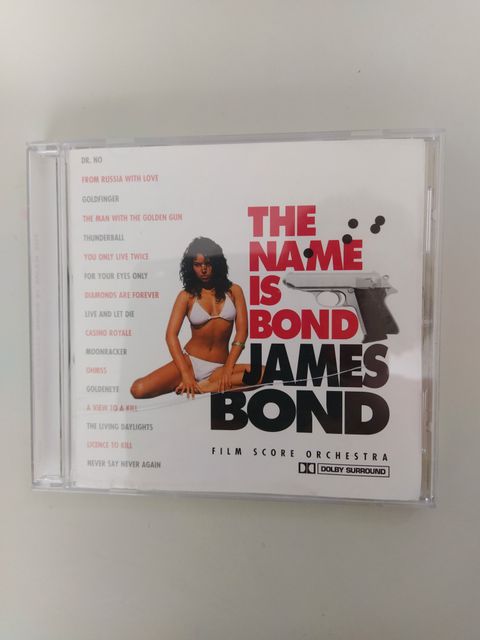 DR. NO
FROM RUSSIA WITH LOVE
GOLDFINGER
THE MAN WITH THE GOLDEN GUN
THUNDERBALL
YOU ONLY LIVE TWICE
FOR YOUR EYES ONLY
DIAMONDS ARE FOREVER
LIVE AND LET DIE
CASINO ROYALE
MOONRACKER
OHMSS
GOLDENEYE
A VIEW TO A KILL
THE LIVING DAYLIGHTS
LICENCE TO KILL
NEVER SAY NEVER AGAIN
THE
NAME
IS
BOND
JAMES
BOND
FILM SCORE ORCHESTRA
DOLBY SURROUND